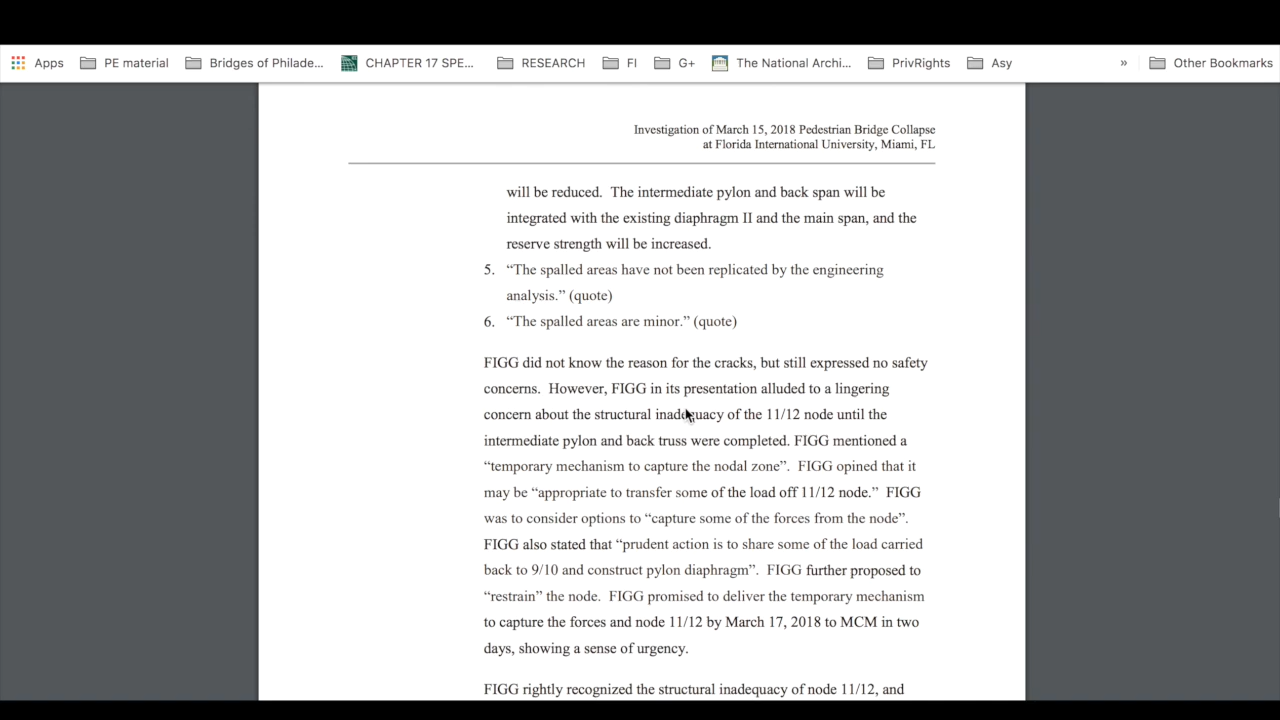 Apps PE material Bridges of Philade... CHAPTER 17 SPE... RESEARCH FI G+ The National Archi... PrivRights Asy » Other Bookmarks
Investigation of March 15, 2018 Pedestrian Bridge Collapse
at Florida International University, Miami, FL
will be reduced. The intermediate pylon and back span will be
integrated with the existing diaphragm II and the main span, and the
reserve strength will be increased.
5. “The spalled areas have not been replicated by the engineering
analysis.” (quote)
6. “The spalled areas are minor.” (quote)
FIGG did not know the reason for the cracks, but still expressed no safety
concerns. However, FIGG in its presentation alluded to a lingering
concern about the structural inadequacy of the 11/12 node until the
intermediate pylon and back truss were completed. FIGG mentioned a
“temporary mechanism to capture the nodal zone”. FIGG opined that it
may be “appropriate to transfer some of the load off 11/12 node.” FIGG
was to consider options to “capture some of the forces from the node”.
FIGG also stated that “prudent action is to share some of the load carried
back to 9/10 and construct pylon diaphragm”. FIGG further proposed to
“restrain” the node. FIGG promised to deliver the temporary mechanism
to capture the forces and node 11/12 by March 17, 2018 to MCM in two
days, showing a sense of urgency.
FIGG rightly recognized the structural inadequacy of node 11/12, and